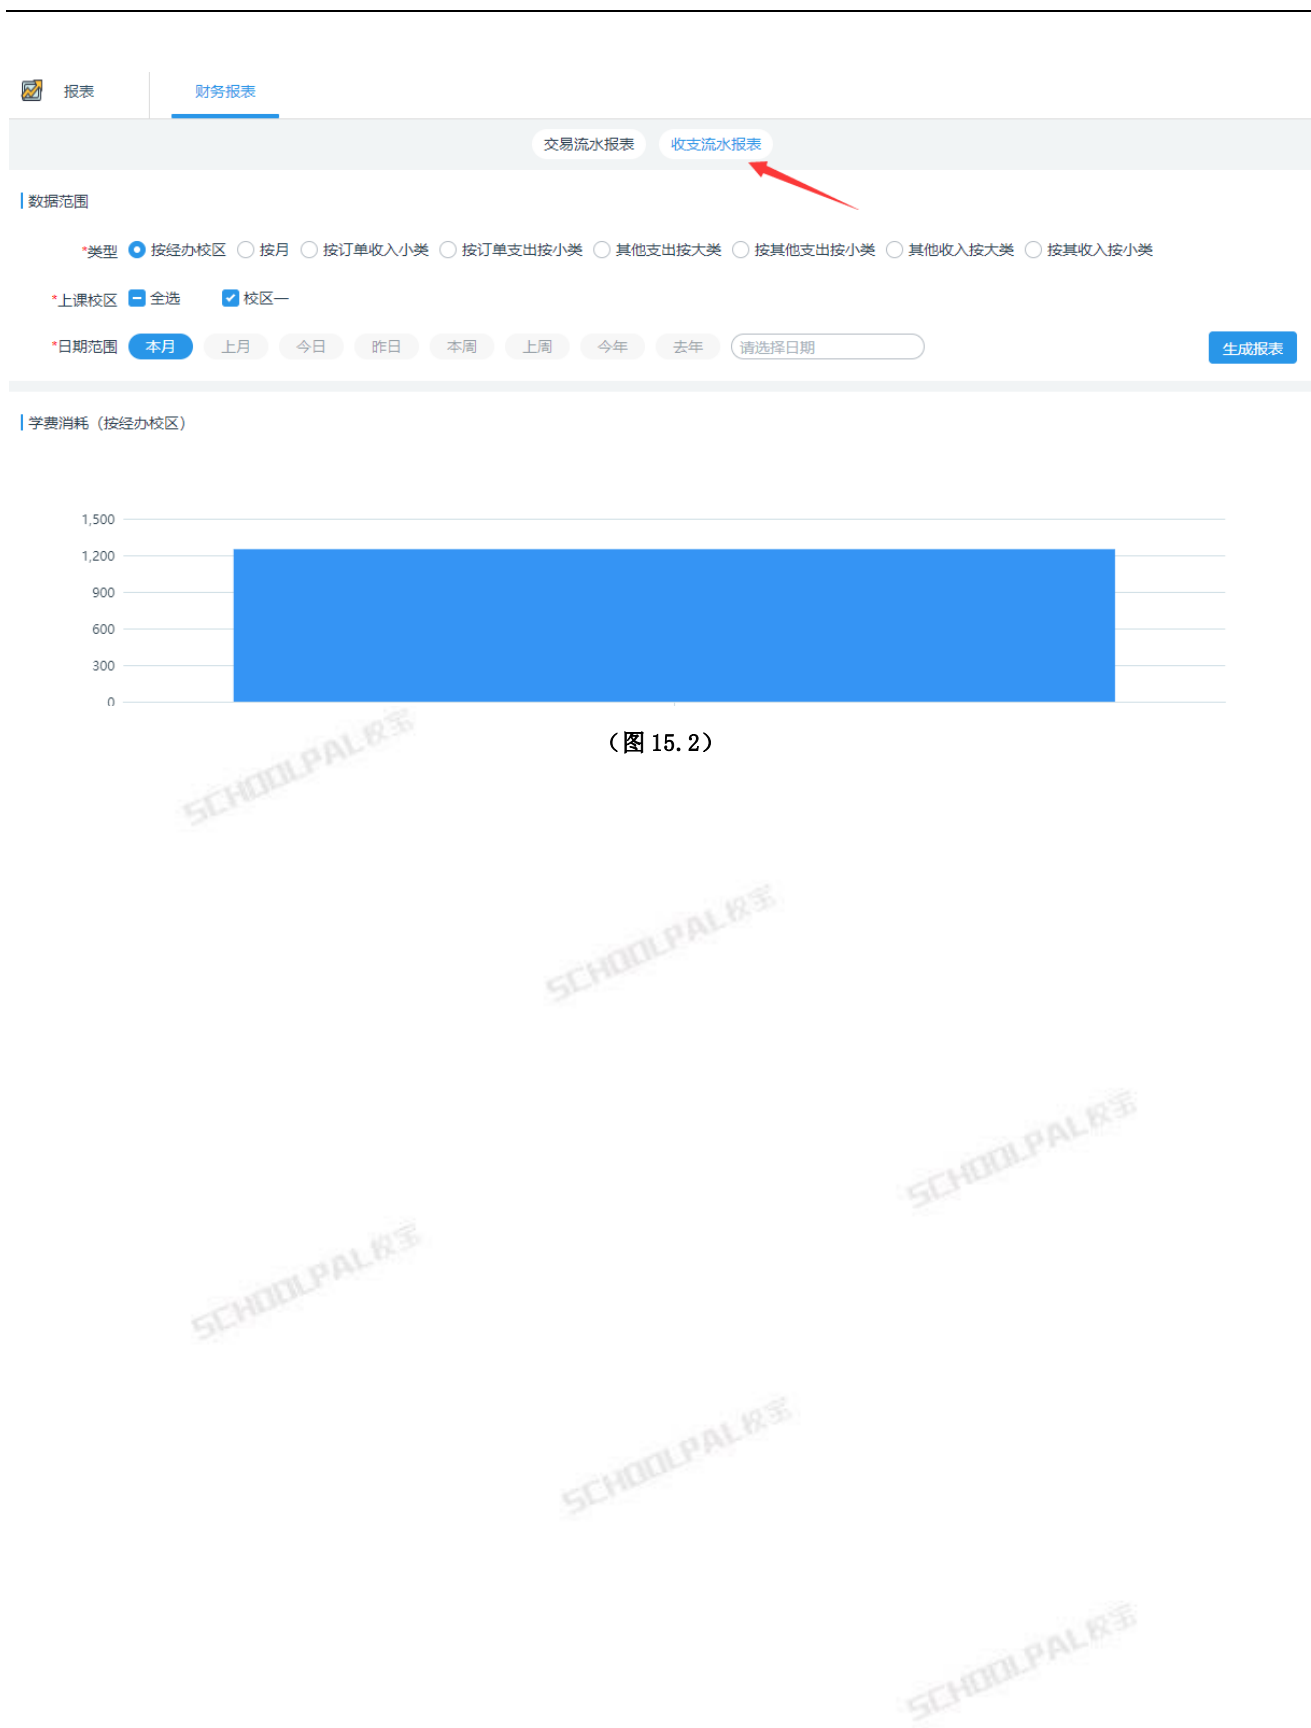 报表 财务报表
交易流水报表 收支流水报表
数据范围
*类型 按经办校区 按月 按订单收入小类 按订单支出按小类 其他支出按大类 按其他支出按小类 其他收入按大类 按其收入按小类
*上课校区 全选 校区一
*日期范围 本月 上月 今日 昨日 本周 上周 今年 去年 请选择日期 生成报表
学费消耗（按经办校区）
1,500
1,200
900
600
300
0
（图 15.2）
SCHOOLPAL校宝
SCHOOLPAL校宝
SCHOOLPAL校宝
SCHOOLPAL校宝
SCHOOLPAL校宝
SCHOOLPAL校宝